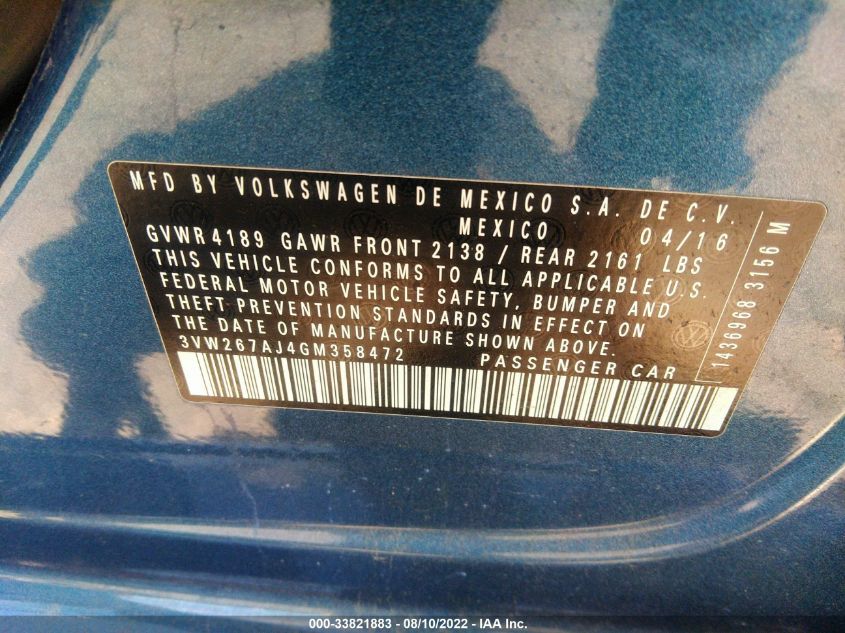 MFD BY VOLKSWAGEN DE MEXICO S.A. DE C.V.
MEXICO 04/16
GVWR 4189 GAWR FRONT 2138 / REAR 2161 LBS
THIS VEHICLE CONFORMS TO ALL APPLICABLE U.S.
FEDERAL MOTOR VEHICLE SAFETY, BUMPER AND
THEFT PREVENTION STANDARDS IN EFFECT ON
THE DATE OF MANUFACTURE SHOWN ABOVE.
3VW267AJ4GM358472 PASSENGER CAR
1436968 3156 M
000-33821883 — 08/10/2022 — IAA Inc.